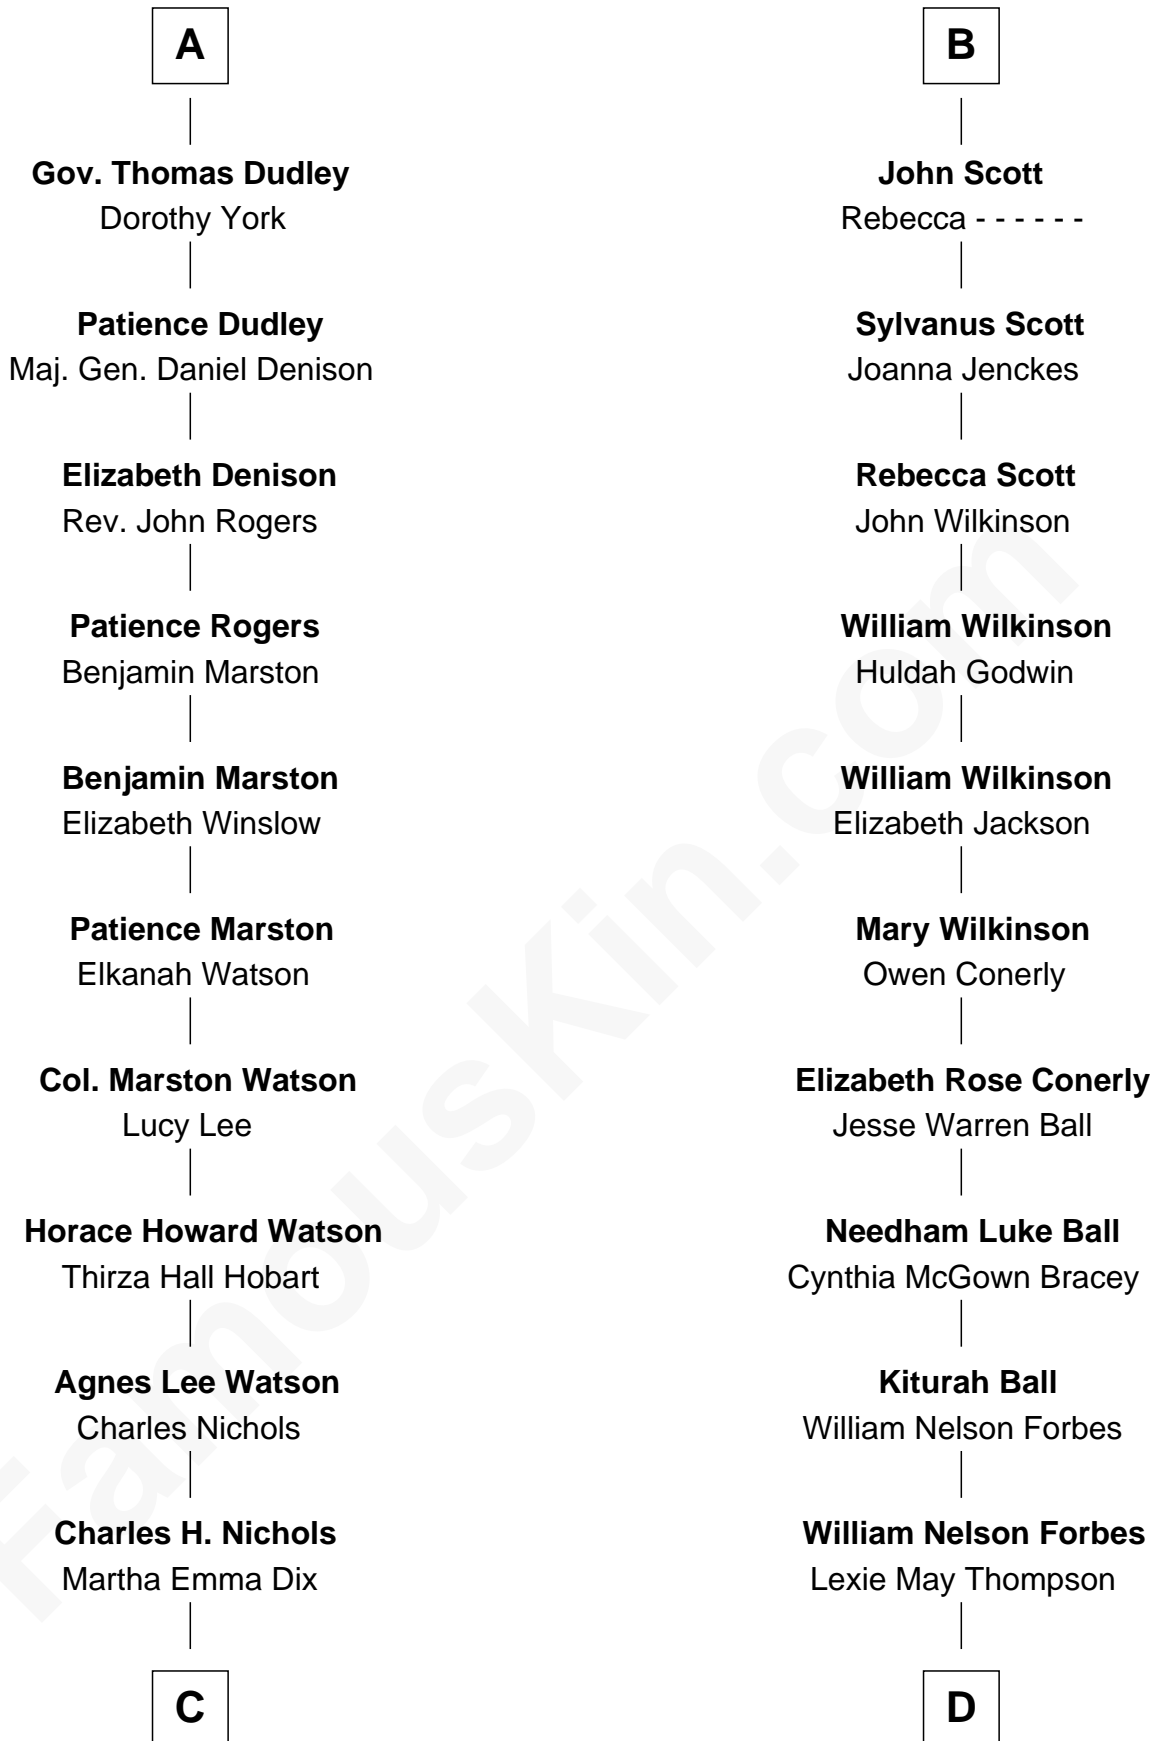 A
Gov. Thomas Dudley
Dorothy York
Patience Dudley
Maj. Gen. Daniel Denison
Elizabeth Denison
Rev. John Rogers
Patience Rogers
Benjamin Marston
Benjamin Marston
Elizabeth Winslow
Patience Marston
Elkanah Watson
Col. Marston Watson
Lucy Lee
Horace Howard Watson
Thirza Hall Hobart
Agnes Lee Watson
Charles Nichols
Charles H. Nichols
Martha Emma Dix
C
B
John Scott
Rebecca - - - - - -
Sylvanus Scott
Joanna Jenckes
Rebecca Scott
John Wilkinson
William Wilkinson
Huldah Godwin
William Wilkinson
Elizabeth Jackson
Mary Wilkinson
Owen Conerly
Elizabeth Rose Conerly
Jesse Warren Ball
Needham Luke Ball
Cynthia McGown Bracey
Kiturah Ball
William Nelson Forbes
William Nelson Forbes
Lexie May Thompson
D
FamousKin.com